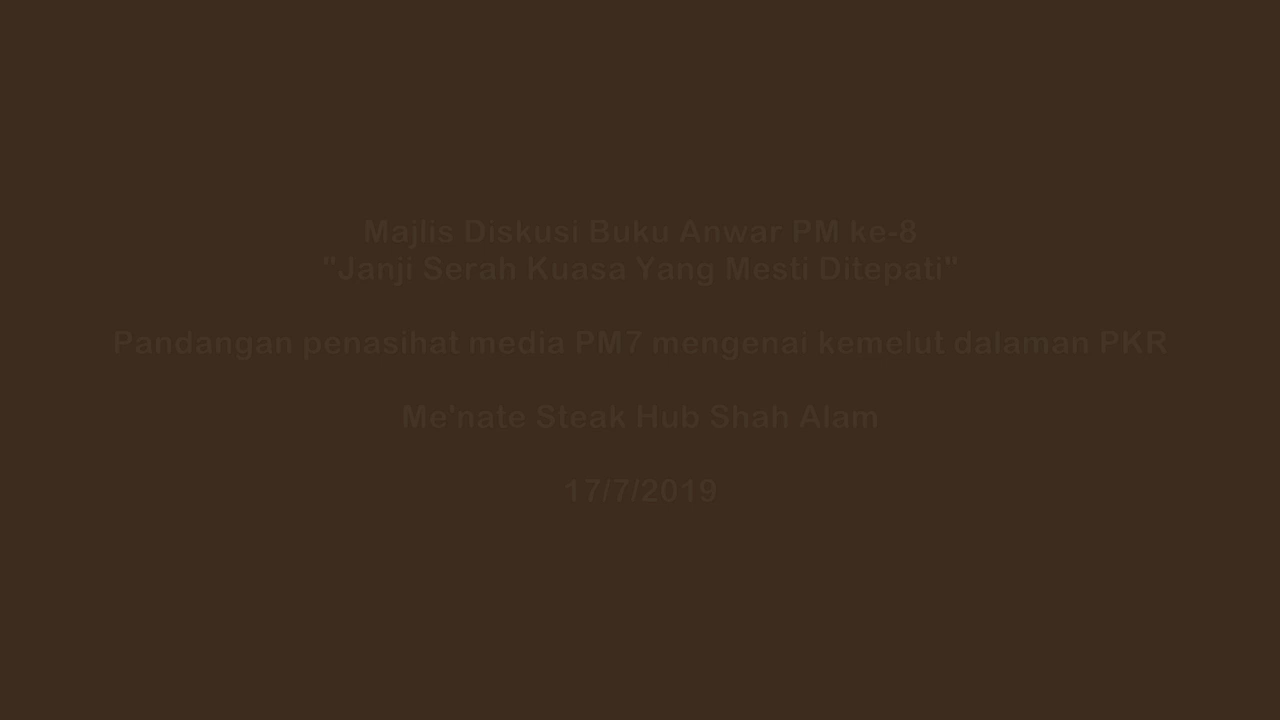 Majlis Diskusi Buku Anwar PM ke-8
"Janji Serah Kuasa Yang Mesti Ditepati"
Pandangan penasihat media PM7 mengenai kemelut dalaman PKR
Me'nate Steak Hub Shah Alam
17/7/2019